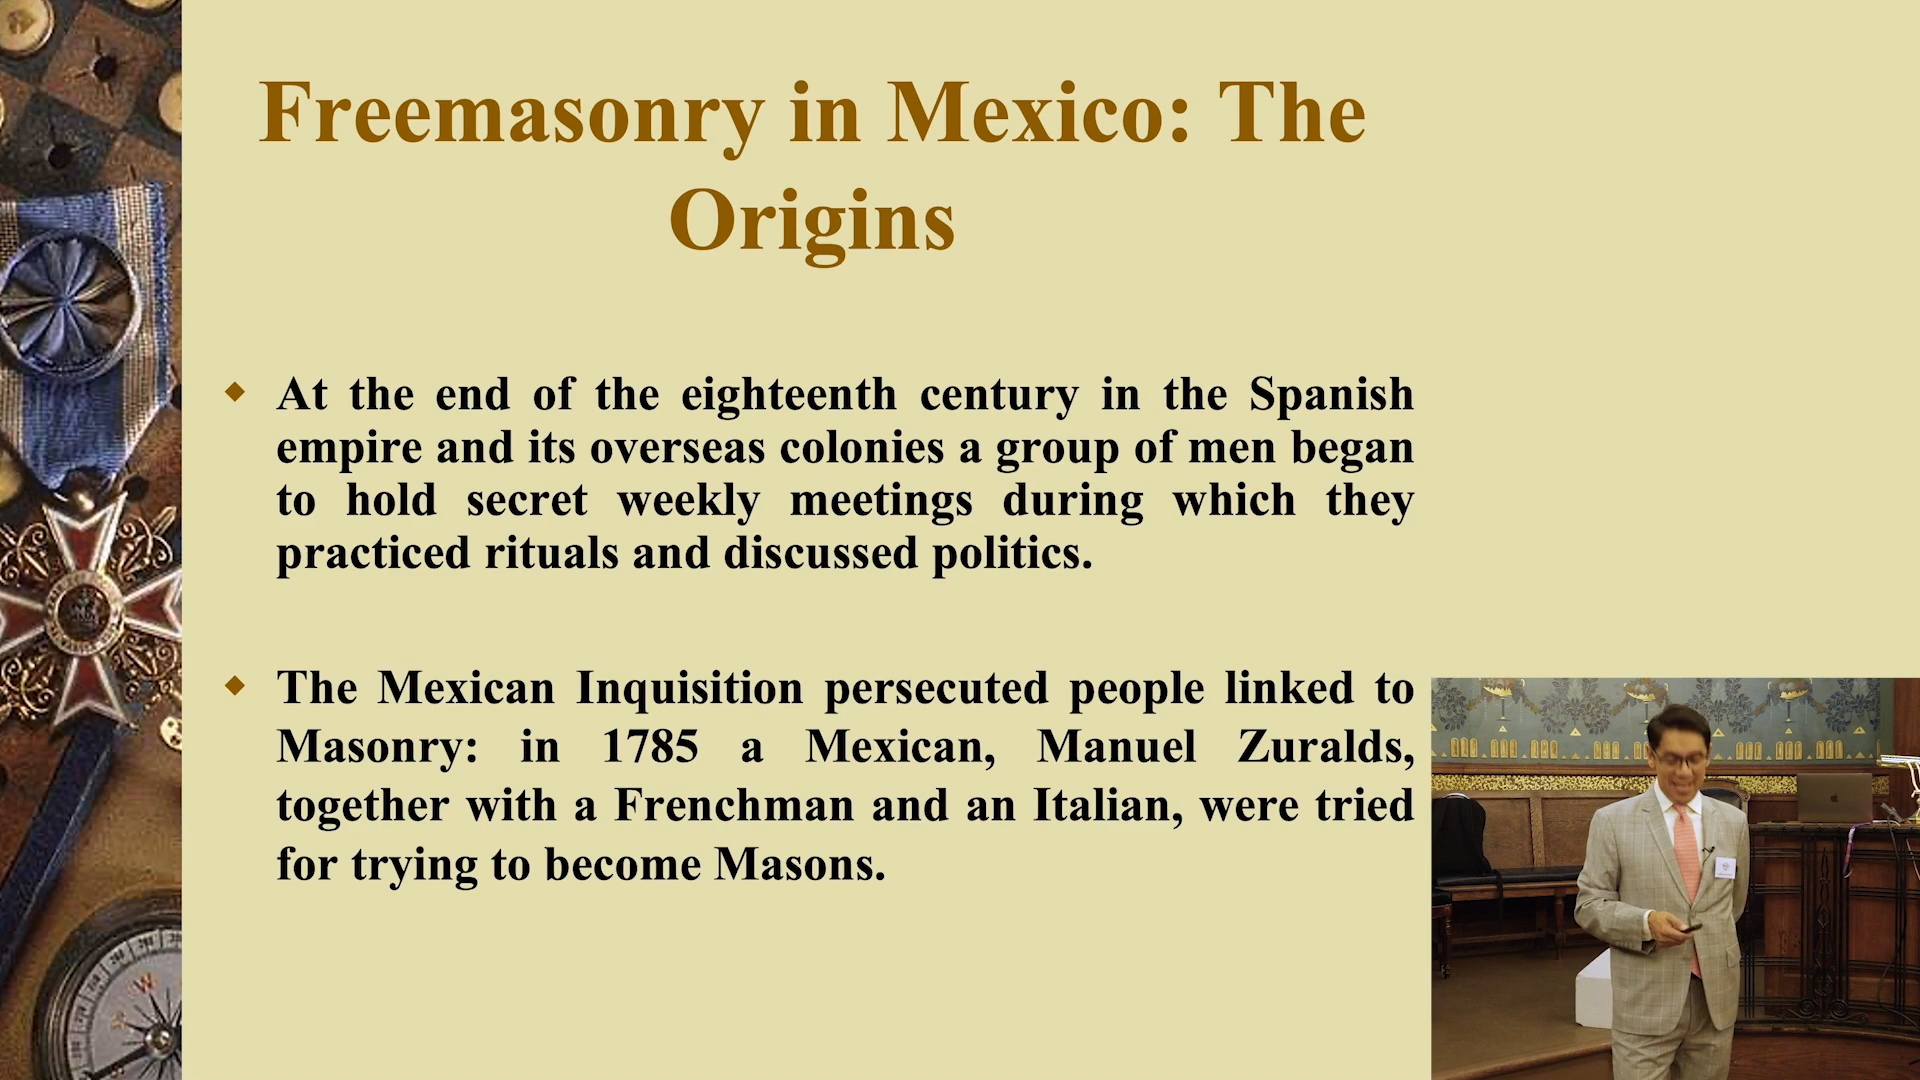 Freemasonry in Mexico: The
Origins
At the end of the eighteenth century in the Spanish
empire and its overseas colonies a group of men began
to hold secret weekly meetings during which they
practiced rituals and discussed politics.
The Mexican Inquisition persecuted people linked to
Masonry: in 1785 a Mexican, Manuel Zuralds,
together with a Frenchman and an Italian, were tried
for trying to become Masons.